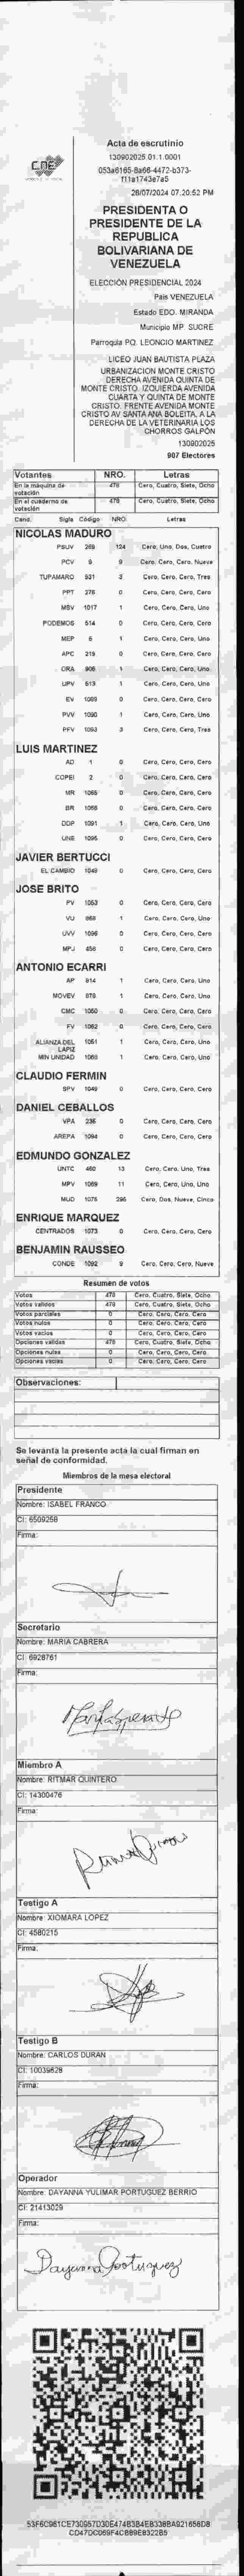 CNE
Acta de escrutinio
130902025.01.1.0001
053a6165-8a66-4472-b373-
f11a1743e7a5
28/07/2024 07:20:52 PM
PRESIDENTA O
PRESIDENTE DE LA
REPUBLICA
BOLIVARIANA DE
VENEZUELA
ELECCIÓN PRESIDENCIAL 2024
País VENEZUELA
Estado EDO. MIRANDA
Municipio MP. SUCRE
Parroquia PQ. LEONCIO MARTINEZ
LICEO JUAN BAUTISTA PLAZA
URBANIZACION MONTE CRISTO
DERECHA AVENIDA QUINTA DE
MONTE CRISTO. IZQUIERDA AVENIDA
CUARTA Y QUINTA DE MONTE
CRISTO. FRENTE AVENIDA MONTE
CRISTO AV SANTA ANA BOLEITA, A LA
DERECHA DE LA VETERINARIA LOS
CHORROS GALPÓN
130902025
907 Electores
Votantes NRO. Letras
En la máquina de votación 478 Cero, Cuatro, Siete, Ocho
En el cuaderno de votación 478 Cero, Cuatro, Siete, Ocho
Cand. Sigla Código NRO. Letras
NICOLAS MADURO
PSUV 269 124 Cero, Uno, Dos, Cuatro
PCV 9 9 Cero, Cero, Cero, Nueve
TUPAMARO 531 3 Cero, Cero, Cero, Tres
PPT 276 0 Cero, Cero, Cero, Cero
MSV 1017 1 Cero, Cero, Cero, Uno
PODEMOS 514 0 Cero, Cero, Cero, Cero
MEP 6 1 Cero, Cero, Cero, Uno
APC 215 0 Cero, Cero, Cero, Cero
ORA 906 1 Cero, Cero, Cero, Uno
UPV 513 1 Cero, Cero, Cero, Uno
EV 1089 0 Cero, Cero, Cero, Cero
PVV 1090 1 Cero, Cero, Cero, Uno
PFV 1093 3 Cero, Cero, Cero, Tres
LUIS MARTINEZ
AD 1 0 Cero, Cero, Cero, Cero
COPEI 2 0 Cero, Cero, Cero, Cero
MR 1065 0 Cero, Cero, Cero, Cero
BR 1068 0 Cero, Cero, Cero, Cero
DDP 1091 1 Cero, Cero, Cero, Uno
UNE 1095 0 Cero, Cero, Cero, Cero
JAVIER BERTUCCI
EL CAMBIO 1048 0 Cero, Cero, Cero, Cero
JOSE BRITO
PV 1053 0 Cero, Cero, Cero, Cero
VU 868 1 Cero, Cero, Cero, Uno
UVV 1096 0 Cero, Cero, Cero, Cero
MPJ 456 0 Cero, Cero, Cero, Cero
ANTONIO ECARRI
AP 914 1 Cero, Cero, Cero, Uno
MOVEV 878 1 Cero, Cero, Cero, Uno
CMC 1050 0 Cero, Cero, Cero, Cero
FV 1062 0 Cero, Cero, Cero, Cero
ALIANZA DEL LAPIZ 1051 1 Cero, Cero, Cero, Uno
MIN UNIDAD 1088 1 Cero, Cero, Cero, Uno
CLAUDIO FERMIN
SPV 1049 0 Cero, Cero, Cero, Cero
DANIEL CEBALLOS
VPA 236 0 Cero, Cero, Cero, Cero
AREPA 1094 0 Cero, Cero, Cero, Cero
EDMUNDO GONZALEZ
UNTC 460 13 Cero, Cero, Uno, Tres
MPV 1069 11 Cero, Cero, Uno, Uno
MUD 1075 295 Cero, Dos, Nueve, Cinco
ENRIQUE MARQUEZ
CENTRADOS 1073 0 Cero, Cero, Cero, Cero
BENJAMIN RAUSSEO
CONDE 1092 9 Cero, Cero, Cero, Nueve
Resumen de votos
Votos 478 Cero, Cuatro, Siete, Ocho
Votos válidos 478 Cero, Cuatro, Siete, Ocho
Votos parciales 0 Cero, Cero, Cero, Cero
Votos nulos 0 Cero, Cero, Cero, Cero
Votos vacíos 0 Cero, Cero, Cero, Cero
Opciones validas 478 Cero, Cuatro, Siete, Ocho
Opciones nulas 0 Cero, Cero, Cero, Cero
Opciones vacías 0 Cero, Cero, Cero, Cero
Observaciones:
Se levanta la presente acta la cual firman en
señal de conformidad.
Miembros de la mesa electoral
Presidente
Nombre: ISABEL FRANCO
CI: 6509258
Firma:
Secretario
Nombre: MARIA CABRERA
CI: 6928761
Firma:
Miembro A
Nombre: RITMAR QUINTERO
CI: 14300476
Firma:
Testigo A
Nombre: XIOMARA LOPEZ
CI: 4580215
Firma:
Testigo B
Nombre: CARLOS DURAN
CI: 10039628
Firma:
Operador
Nombre: DAYANNA YULIMAR PORTUGUEZ BERRIO
CI: 21413029
Firma:
Dayanna Portuguez
53F6C961CE730957D30E474B3B4EB338BA921656D8
CD47DC069F4CB89E8322B5